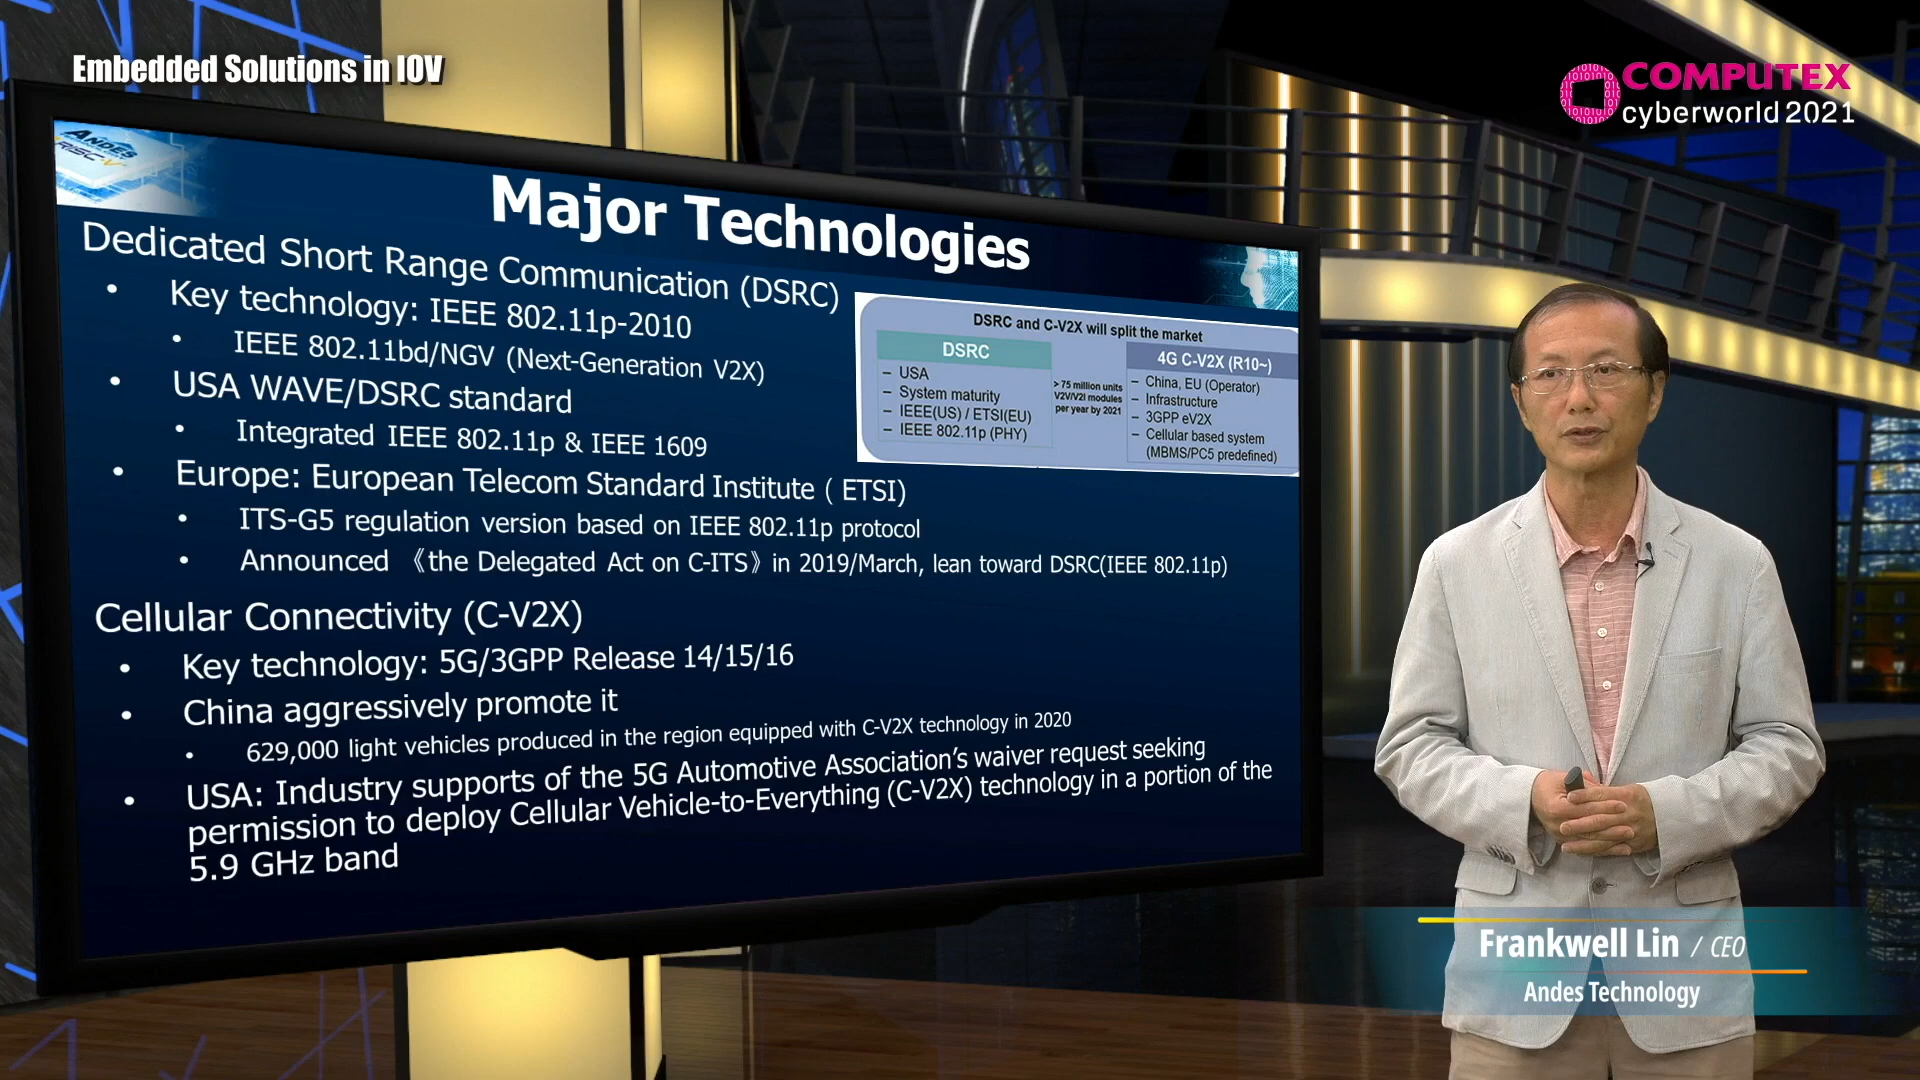 Embedded Solutions in IOV
COMPUTEX
cyberworld 2021
ANDES
RISC-V
Major Technologies
Dedicated Short Range Communication (DSRC)
• Key technology: IEEE 802.11p-2010
• IEEE 802.11bd/NGV (Next-Generation V2X)
• USA WAVE/DSRC standard
• Integrated IEEE 802.11p & IEEE 1609
• Europe: European Telecom Standard Institute ( ETSI)
• ITS-G5 regulation version based on IEEE 802.11p protocol
• Announced 《the Delegated Act on C-ITS》 in 2019/March, lean toward DSRC(IEEE 802.11p)
DSRC and C-V2X will split the market
DSRC
– USA
– System maturity
– IEEE(US) / ETSI(EU)
– IEEE 802.11p (PHY)
> 75 million units
V2V/V2I modules
per year by 2021
4G C-V2X (R10~)
– China, EU (Operator)
– Infrastructure
– 3GPP eV2X
– Cellular based system
(MBMS/PC5 predefined)
Cellular Connectivity (C-V2X)
• Key technology: 5G/3GPP Release 14/15/16
• China aggressively promote it
• 629,000 light vehicles produced in the region equipped with C-V2X technology in 2020
• USA: Industry supports of the 5G Automotive Association's waiver request seeking
permission to deploy Cellular Vehicle-to-Everything (C-V2X) technology in a portion of the
5.9 GHz band
Frankwell Lin / CEO
Andes Technology